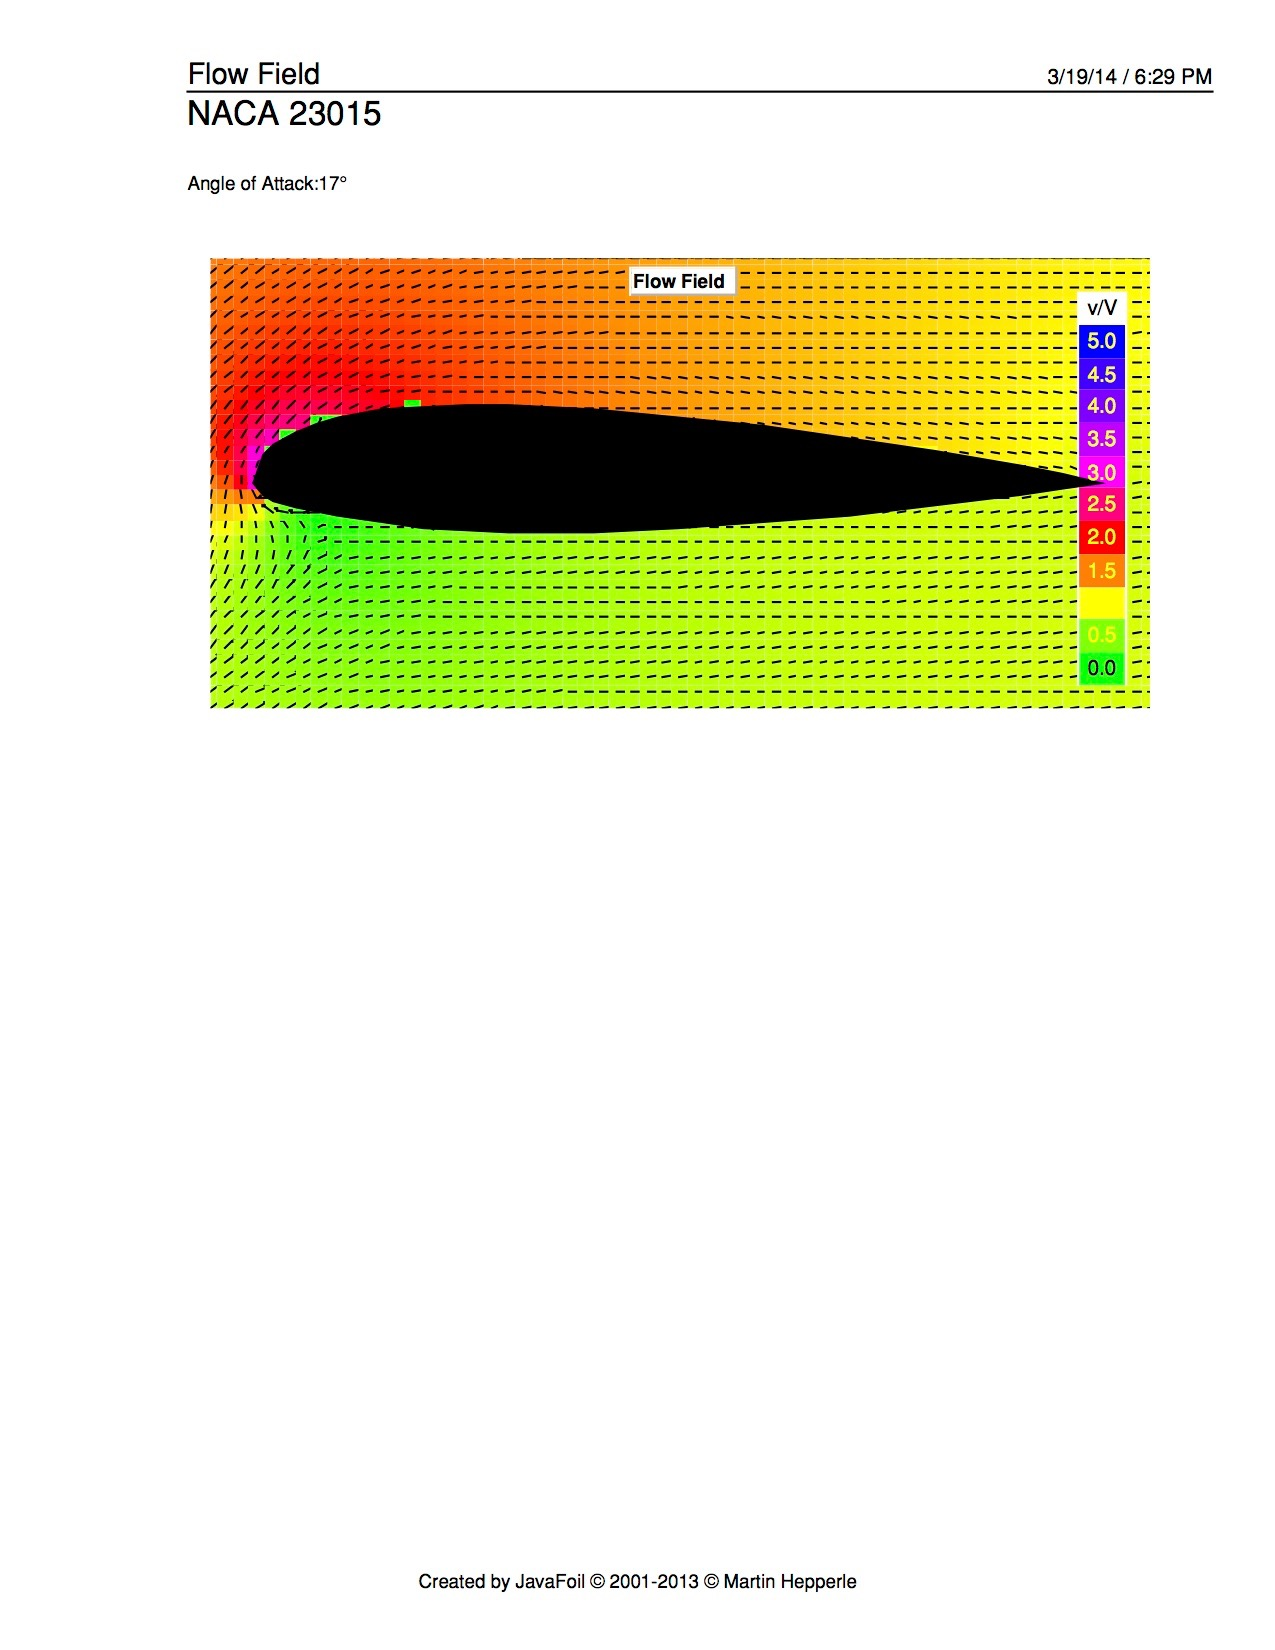 Flow Field
3/19/14 / 6:29 PM
NACA 23015
Angle of Attack:17°
Flow Field
v/V
5.0
4.5
4.0
3.5
3.0
2.5
2.0
1.5
0.5
0.0
Created by JavaFoil © 2001-2013 © Martin Hepperle